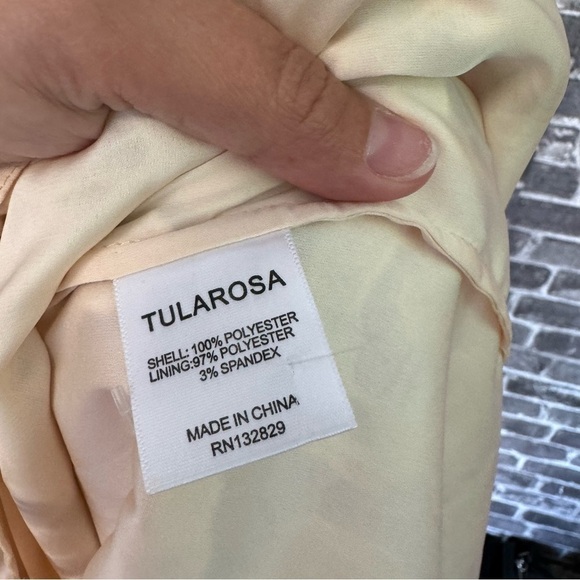 TULAROSA
SHELL: 100% POLYESTER
LINING:97% POLYESTER
3% SPANDEX
MADE IN CHINA
RN132829